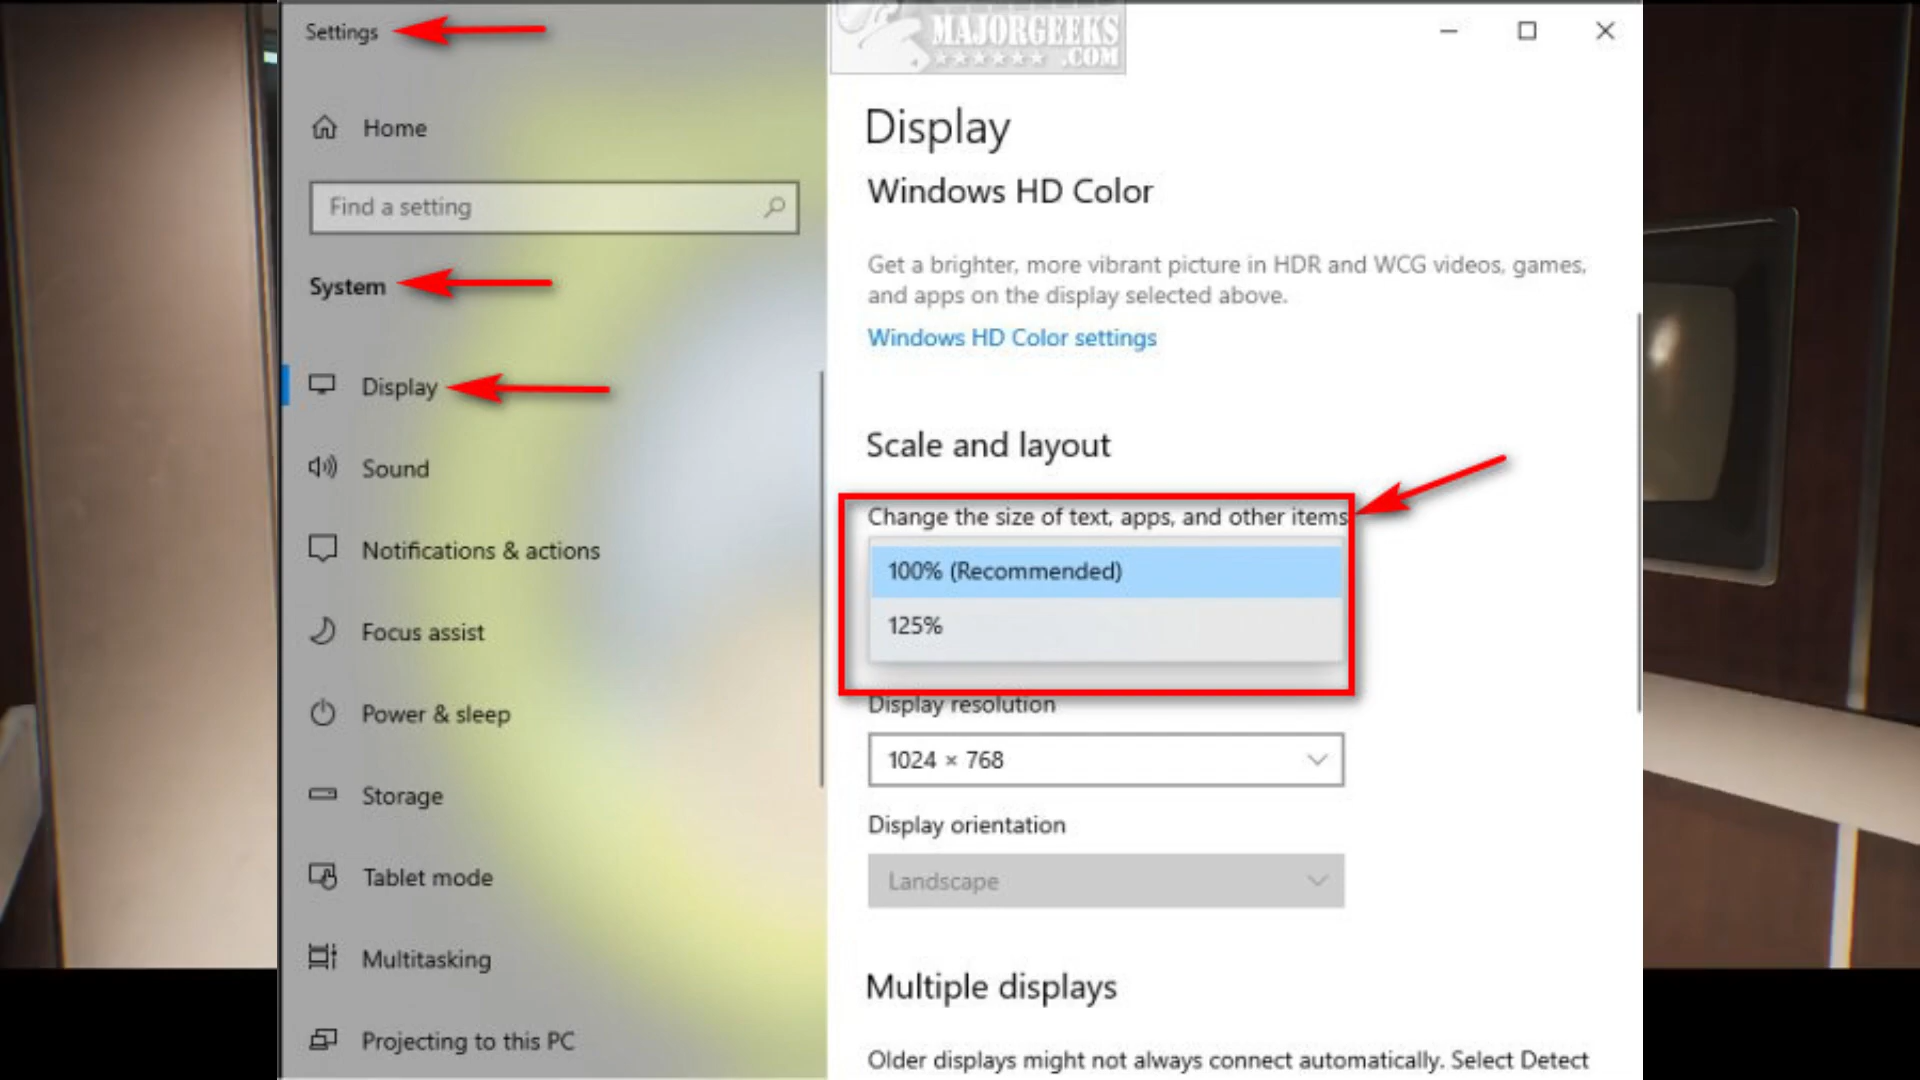 Settings
MAJORGEEKS
.COM
Home
Find a setting
System
Display
Sound
Notifications & actions
Focus assist
Power & sleep
Storage
Tablet mode
Multitasking
Projecting to this PC
Display
Windows HD Color
Get a brighter, more vibrant picture in HDR and WCG videos, games,
and apps on the display selected above.
Windows HD Color settings
Scale and layout
Change the size of text, apps, and other items
100% (Recommended)
125%
Display resolution
1024 × 768
Display orientation
Landscape
Multiple displays
Older displays might not always connect automatically. Select Detect